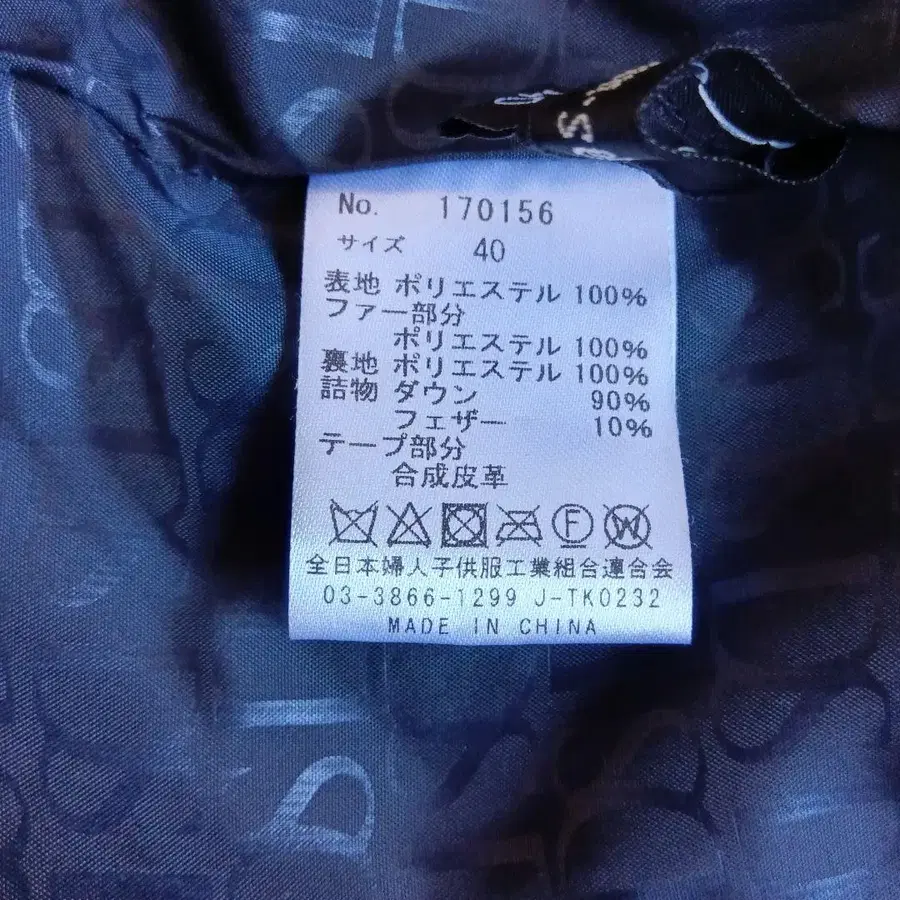 No. 170156
サイズ 40
表地 ポリエステル 100%
ファー部分
ポリエステル 100%
裏地 ポリエステル 100%
詰物 ダウン 90%
フェザー 10%
テープ部分
合成皮革
F W
全日本婦人子供服工業組合連合会
03-3866-1299 J-TK0232
MADE IN CHINA